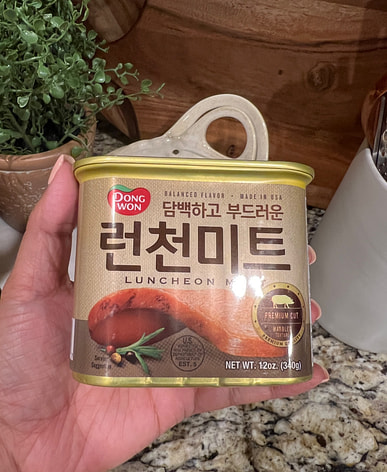 DONG
WON
BALANCED FLAVOR • MADE IN USA
담백하고 부드러운
런천미트
LUNCHEON
PREMIUM CUT
NET WT. 12oz. (340g)